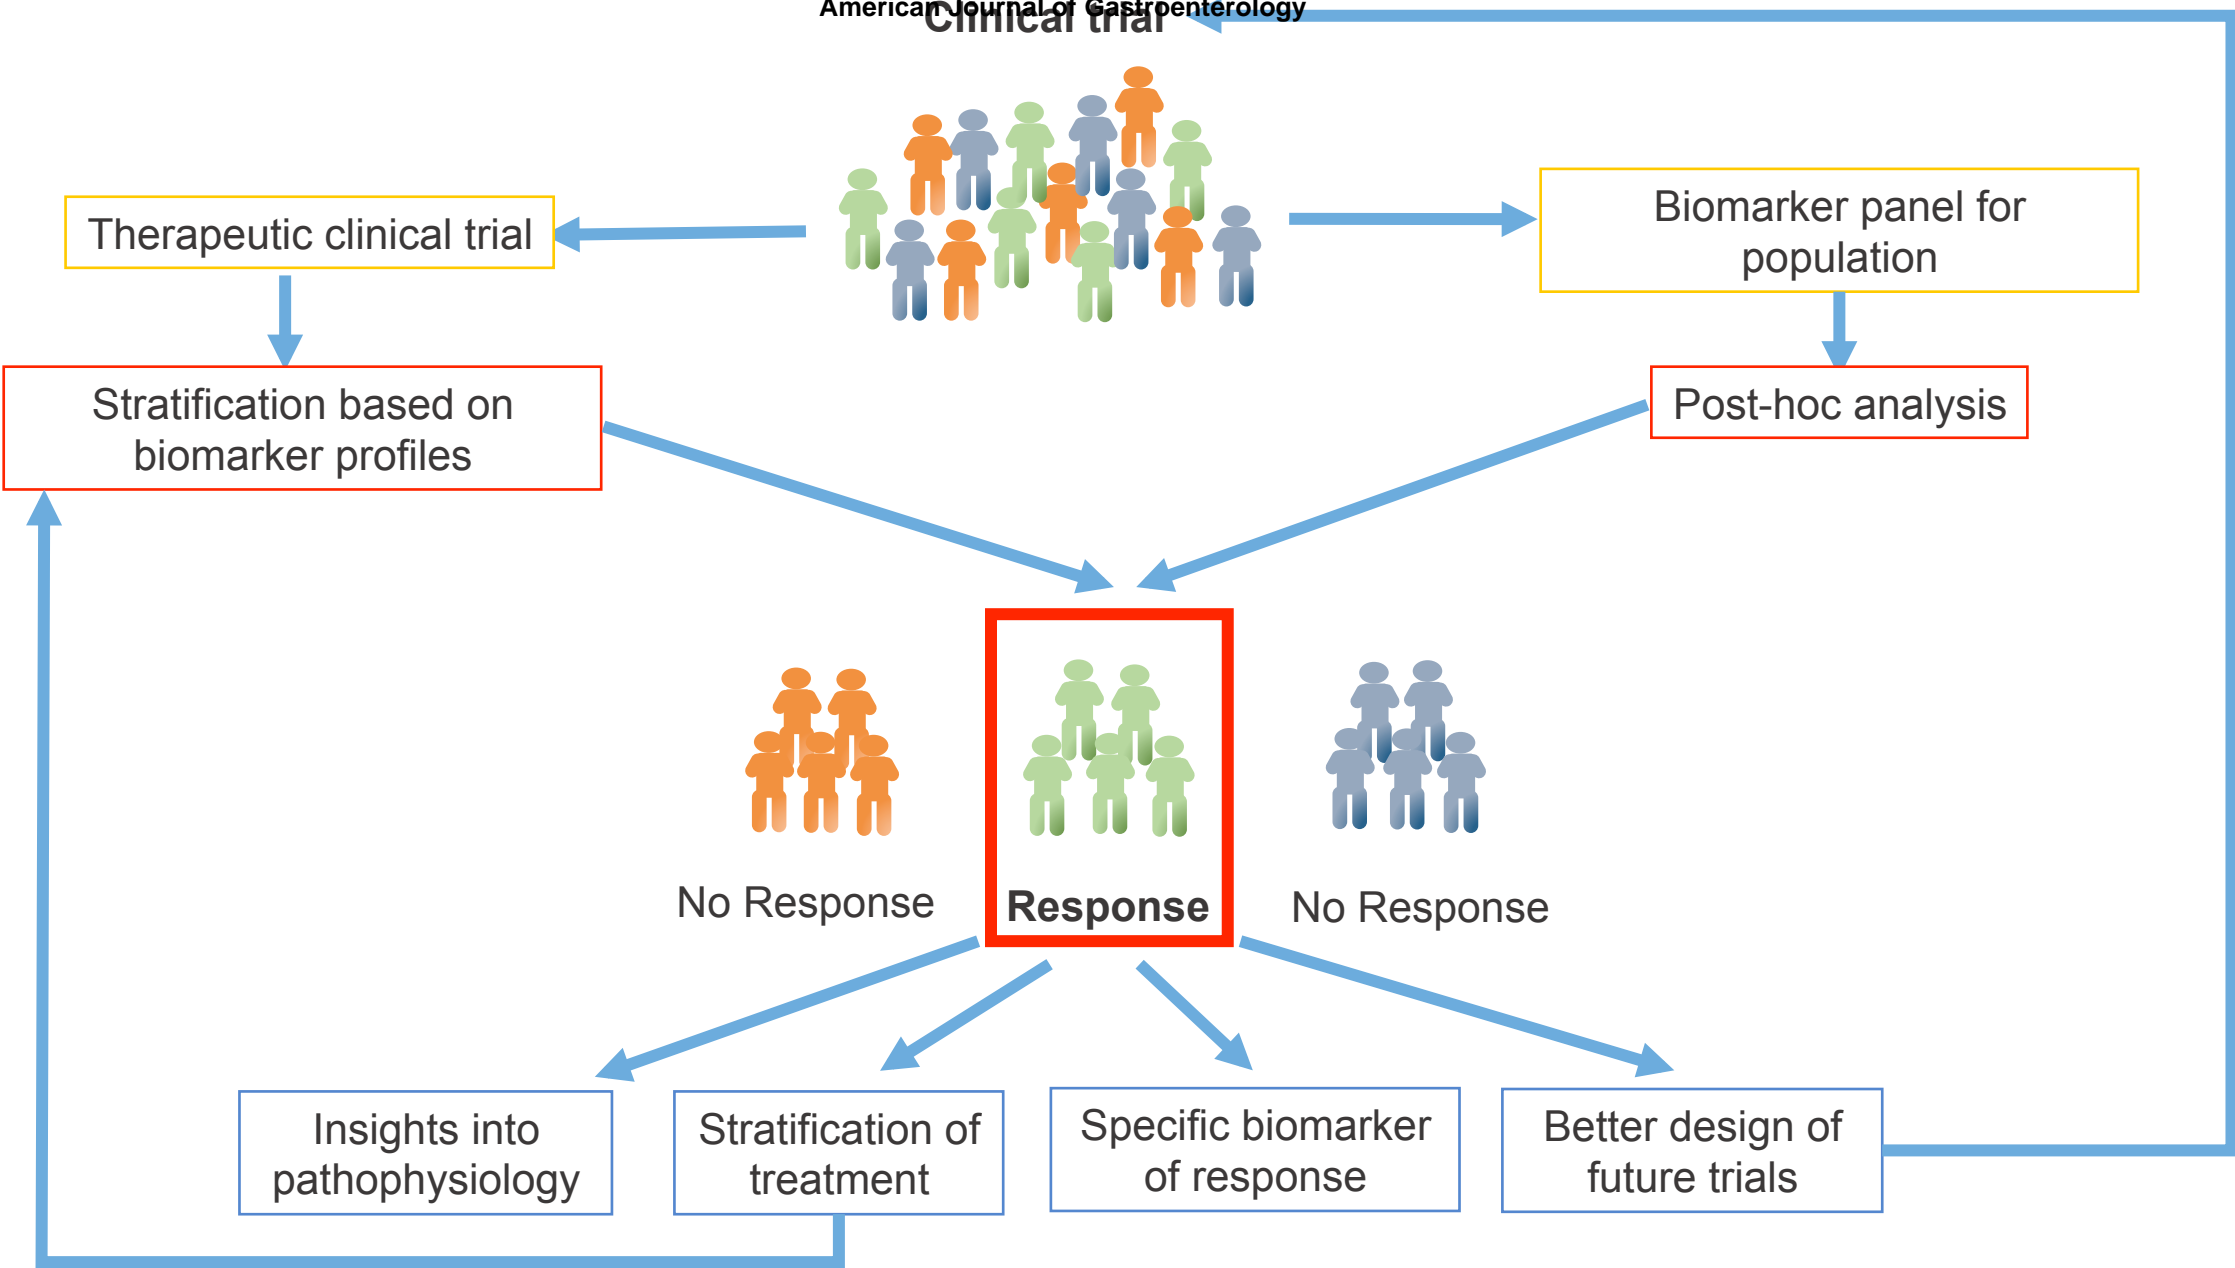 American Journal of Gastroenterology
Clinical trial
Therapeutic clinical trial
Biomarker panel for
population
Stratification based on
biomarker profiles
Post-hoc analysis
No Response
Response
No Response
Insights into
pathophysiology
Stratification of
treatment
Specific biomarker
of response
Better design of
future trials